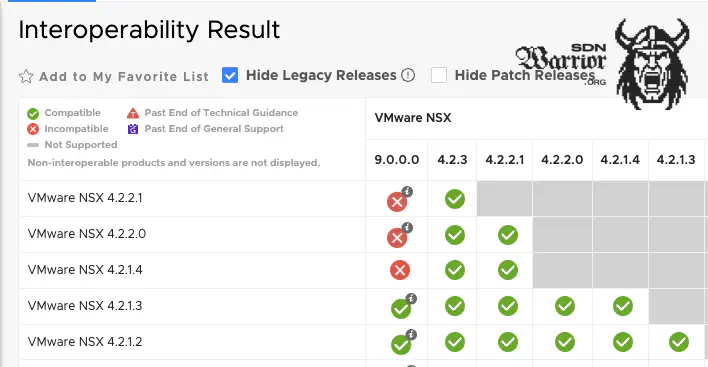 Interoperability Result
SDN
Warrior
.ORG
Add to My Favorite List Hide Legacy Releases Hide Patch Releases
Compatible Past End of Technical Guidance
Incompatible Past End of General Support
Not Supported
Non-interoperable products and versions are not displayed.
VMware NSX
9.0.0.0 4.2.3 4.2.2.1 4.2.2.0 4.2.1.4 4.2.1.3
VMware NSX 4.2.2.1
VMware NSX 4.2.2.0
VMware NSX 4.2.1.4
VMware NSX 4.2.1.3
VMware NSX 4.2.1.2